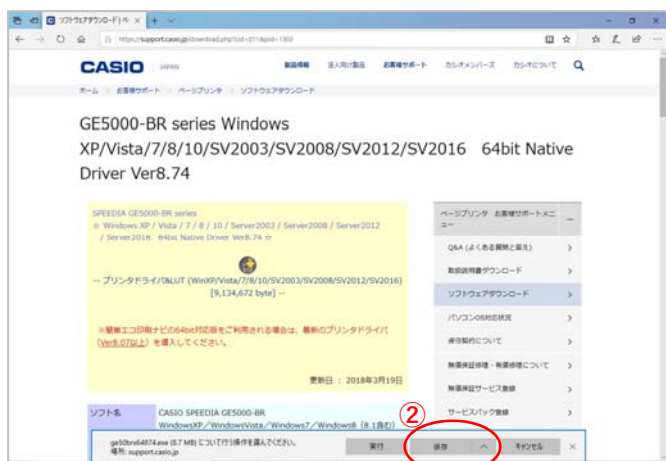 ソフトウェアダウンロード | ペ
https://support.casio.jp/download.php?cid=011&pid=1302
CASIO
JAPAN
製品情報 法人向け製品 お客様サポート カシオメンバーズ カシオについて
ホーム お客様サポート ページプリンタ ソフトウェアダウンロード
GE5000-BR series Windows
XP/Vista/7/8/10/SV2003/SV2008/SV2012/SV2016 64bit Native
Driver Ver8.74
SPEEDIA GE5000-BR series
☆ Windows XP / Vista / 7 / 8 / 10 / Server2003 / Server2008 / Server2012
/ Server2016 64bit Native Driver Ver8.74 ☆
-- プリンタドライバ&LUT (WinXP/Vista/7/8/10/SV2003/SV2008/SV2012/SV2016)
[9,134,672 byte] --
※簡単エコ印刷ナビの64bit対応版をご利用される場合は、最新のプリンタドライバ
(Ver8.07以上) を導入してください。
更新日 : 2018年3月19日
ソフト名
CASIO SPEEDIA GE5000-BR
WindowsXP／WindowsVista／Windows7／Windows8（8.1含む）
ページプリンタ お客様サポートメニ
ュー
Q&A (よくある質問と答え)
取扱説明書ダウンロード
ソフトウェアダウンロード
パソコンOS対応状況
保守契約について
無償保証修理・有償修理について
無償保証サービス登録
サービスパック登録
②
ge50brv64874.exe (8.7 MB) について行う操作を選んでください。
場所: support.casio.jp
実行
保存
キャンセル